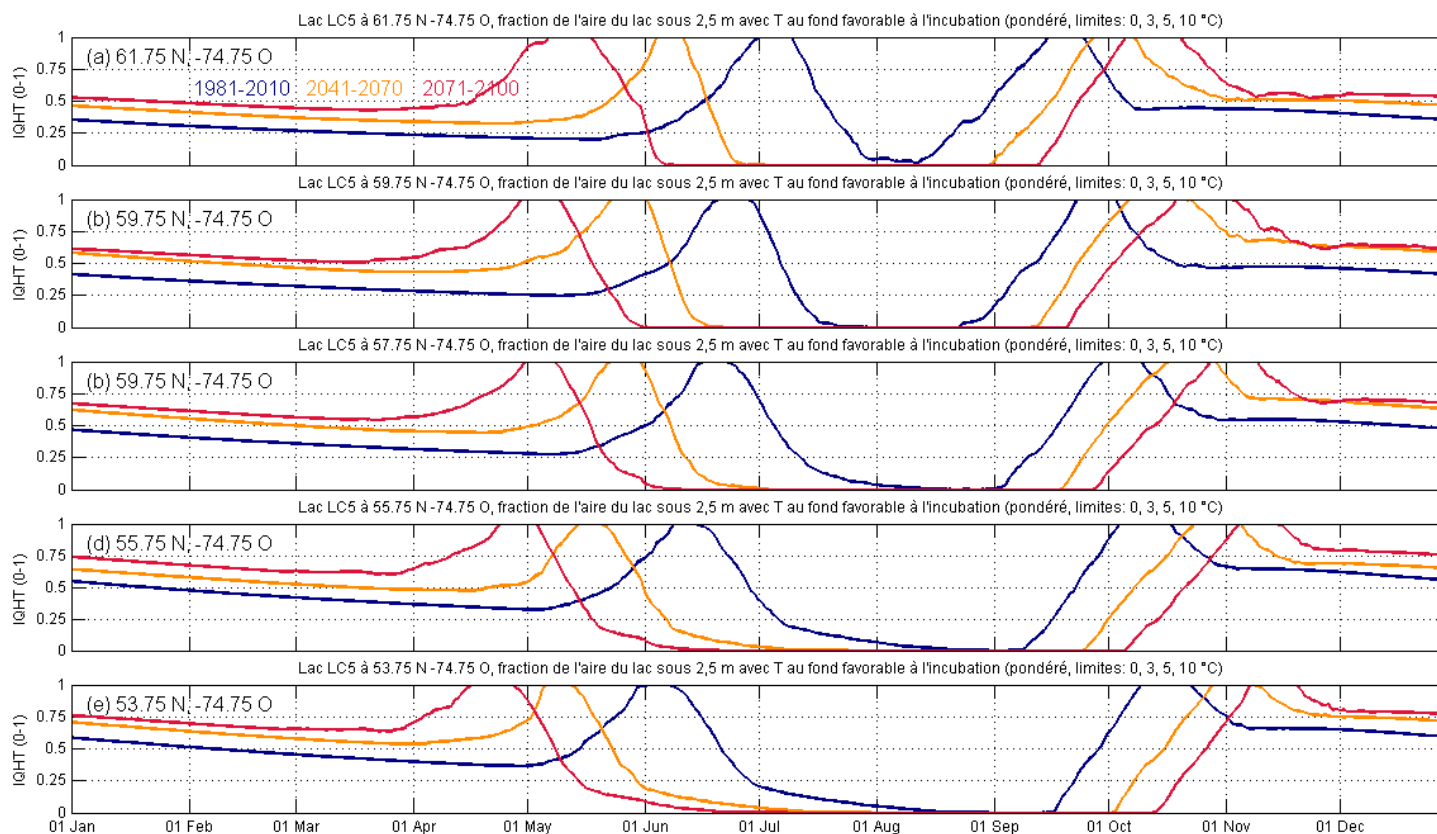 Lac LC5 à 61.75 N -74.75 O, fraction de l'aire du lac sous 2,5 m avec T au fond favorable à l'incubation (pondéré, limites: 0, 3, 5, 10 °C)
(a) 61.75 N, -74.75 O
1981-2010 2041-2070 2071-2100
IQHT (0-1)
1
0.75
0.5
0.25
0
Lac LC5 à 59.75 N -74.75 O, fraction de l'aire du lac sous 2,5 m avec T au fond favorable à l'incubation (pondéré, limites: 0, 3, 5, 10 °C)
(b) 59.75 N, -74.75 O
IQHT (0-1)
1
0.75
0.5
0.25
0
Lac LC5 à 57.75 N -74.75 O, fraction de l'aire du lac sous 2,5 m avec T au fond favorable à l'incubation (pondéré, limites: 0, 3, 5, 10 °C)
(b) 59.75 N, -74.75 O
IQHT (0-1)
1
0.75
0.5
0.25
0
Lac LC5 à 55.75 N -74.75 O, fraction de l'aire du lac sous 2,5 m avec T au fond favorable à l'incubation (pondéré, limites: 0, 3, 5, 10 °C)
(d) 55.75 N, -74.75 O
IQHT (0-1)
1
0.75
0.5
0.25
0
Lac LC5 à 53.75 N -74.75 O, fraction de l'aire du lac sous 2,5 m avec T au fond favorable à l'incubation (pondéré, limites: 0, 3, 5, 10 °C)
(e) 53.75 N, -74.75 O
IQHT (0-1)
1
0.75
0.5
0.25
0
01 Jan 01 Feb 01 Mar 01 Apr 01 May 01 Jun 01 Jul 01 Aug 01 Sep 01 Oct 01 Nov 01 Dec